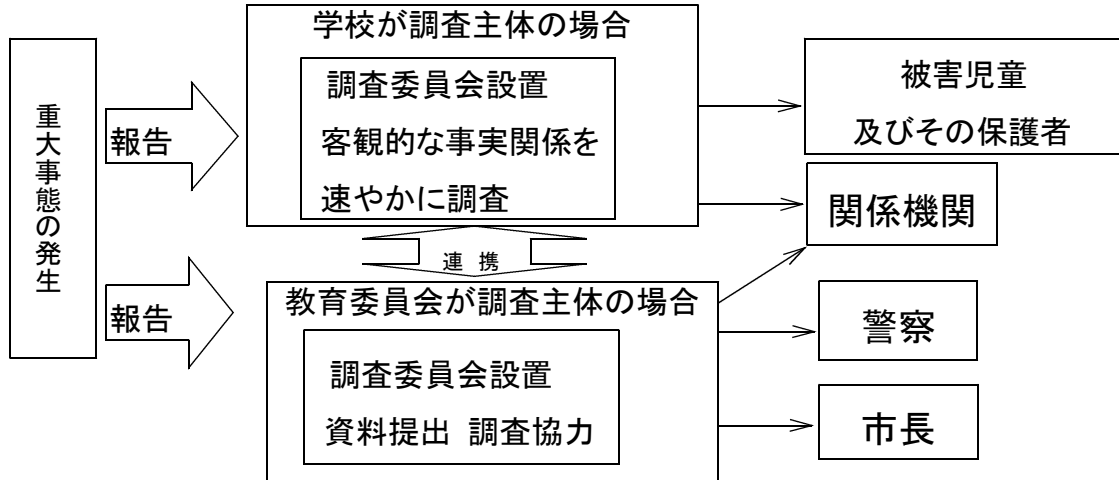 重大事態の発生
報告
学校が調査主体の場合
調査委員会設置
客観的な事実関係を
速やかに調査
被害児童
及びその保護者
関係機関
連 携
報告
教育委員会が調査主体の場合
調査委員会設置
資料提出 調査協力
警察
市長